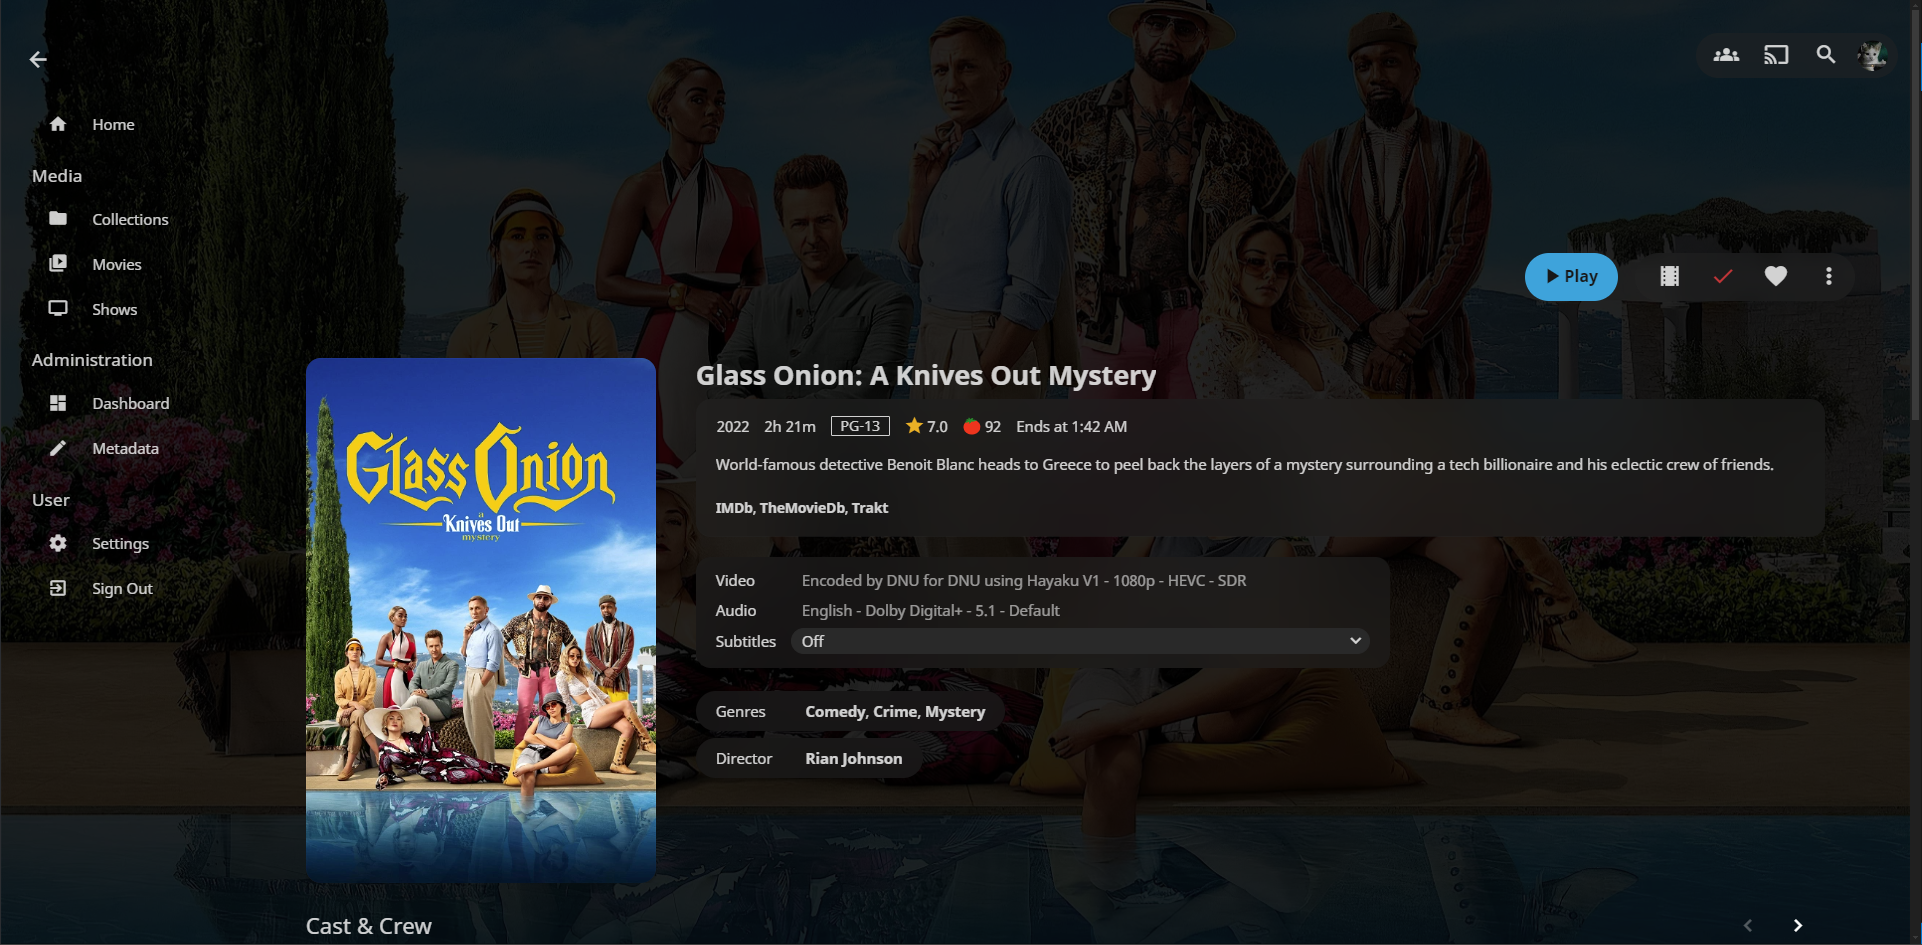 Home
Media
Collections
Movies
Shows
Administration
Dashboard
Metadata
User
Settings
Sign Out
Play
Glass Onion
a
Knives Out
mystery
Glass Onion: A Knives Out Mystery
2022 2h 21m PG-13 7.0 92 Ends at 1:42 AM
World-famous detective Benoit Blanc heads to Greece to peel back the layers of a mystery surrounding a tech billionaire and his eclectic crew of friends.
IMDb, TheMovieDb, Trakt
Video Encoded by DNU for DNU using Hayaku V1 - 1080p - HEVC - SDR
Audio English - Dolby Digital+ - 5.1 - Default
Subtitles Off
Genres Comedy, Crime, Mystery
Director Rian Johnson
Cast & Crew